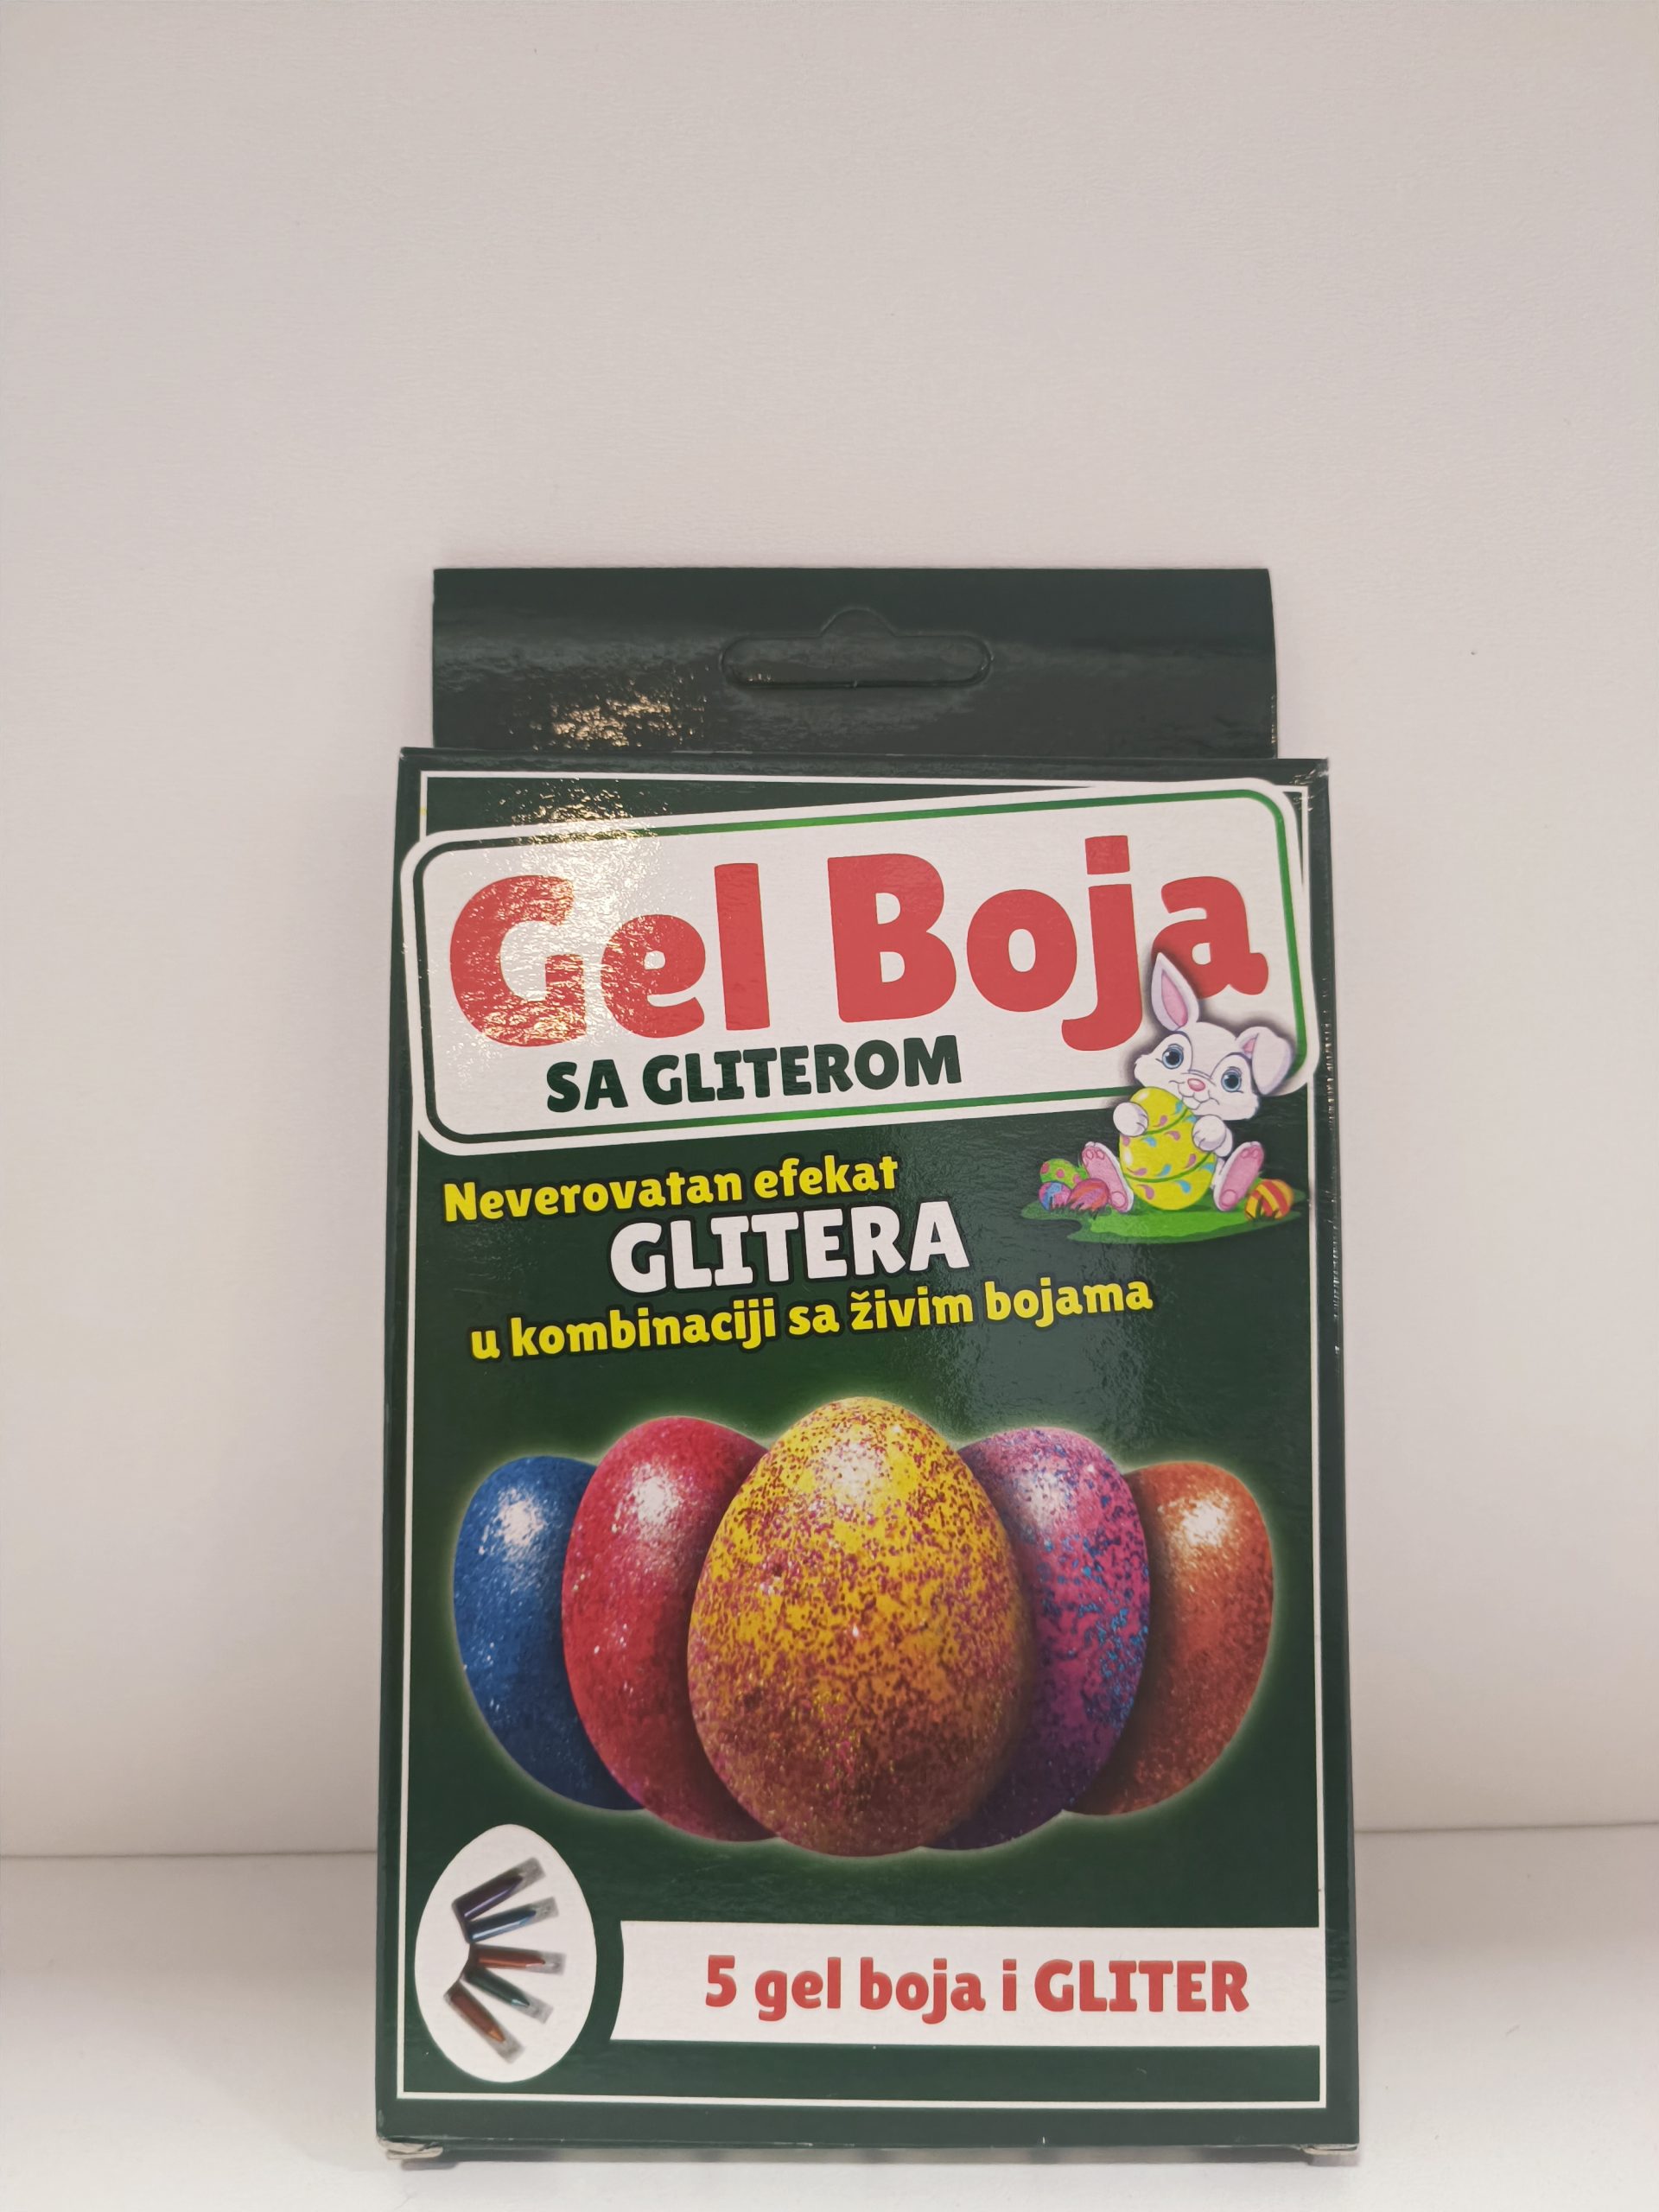 Gel Boja
SA GLITEROM
Neverovatan efekat
GLITERA
u kombinaciji sa živim bojama
5 gel boja i GLITER